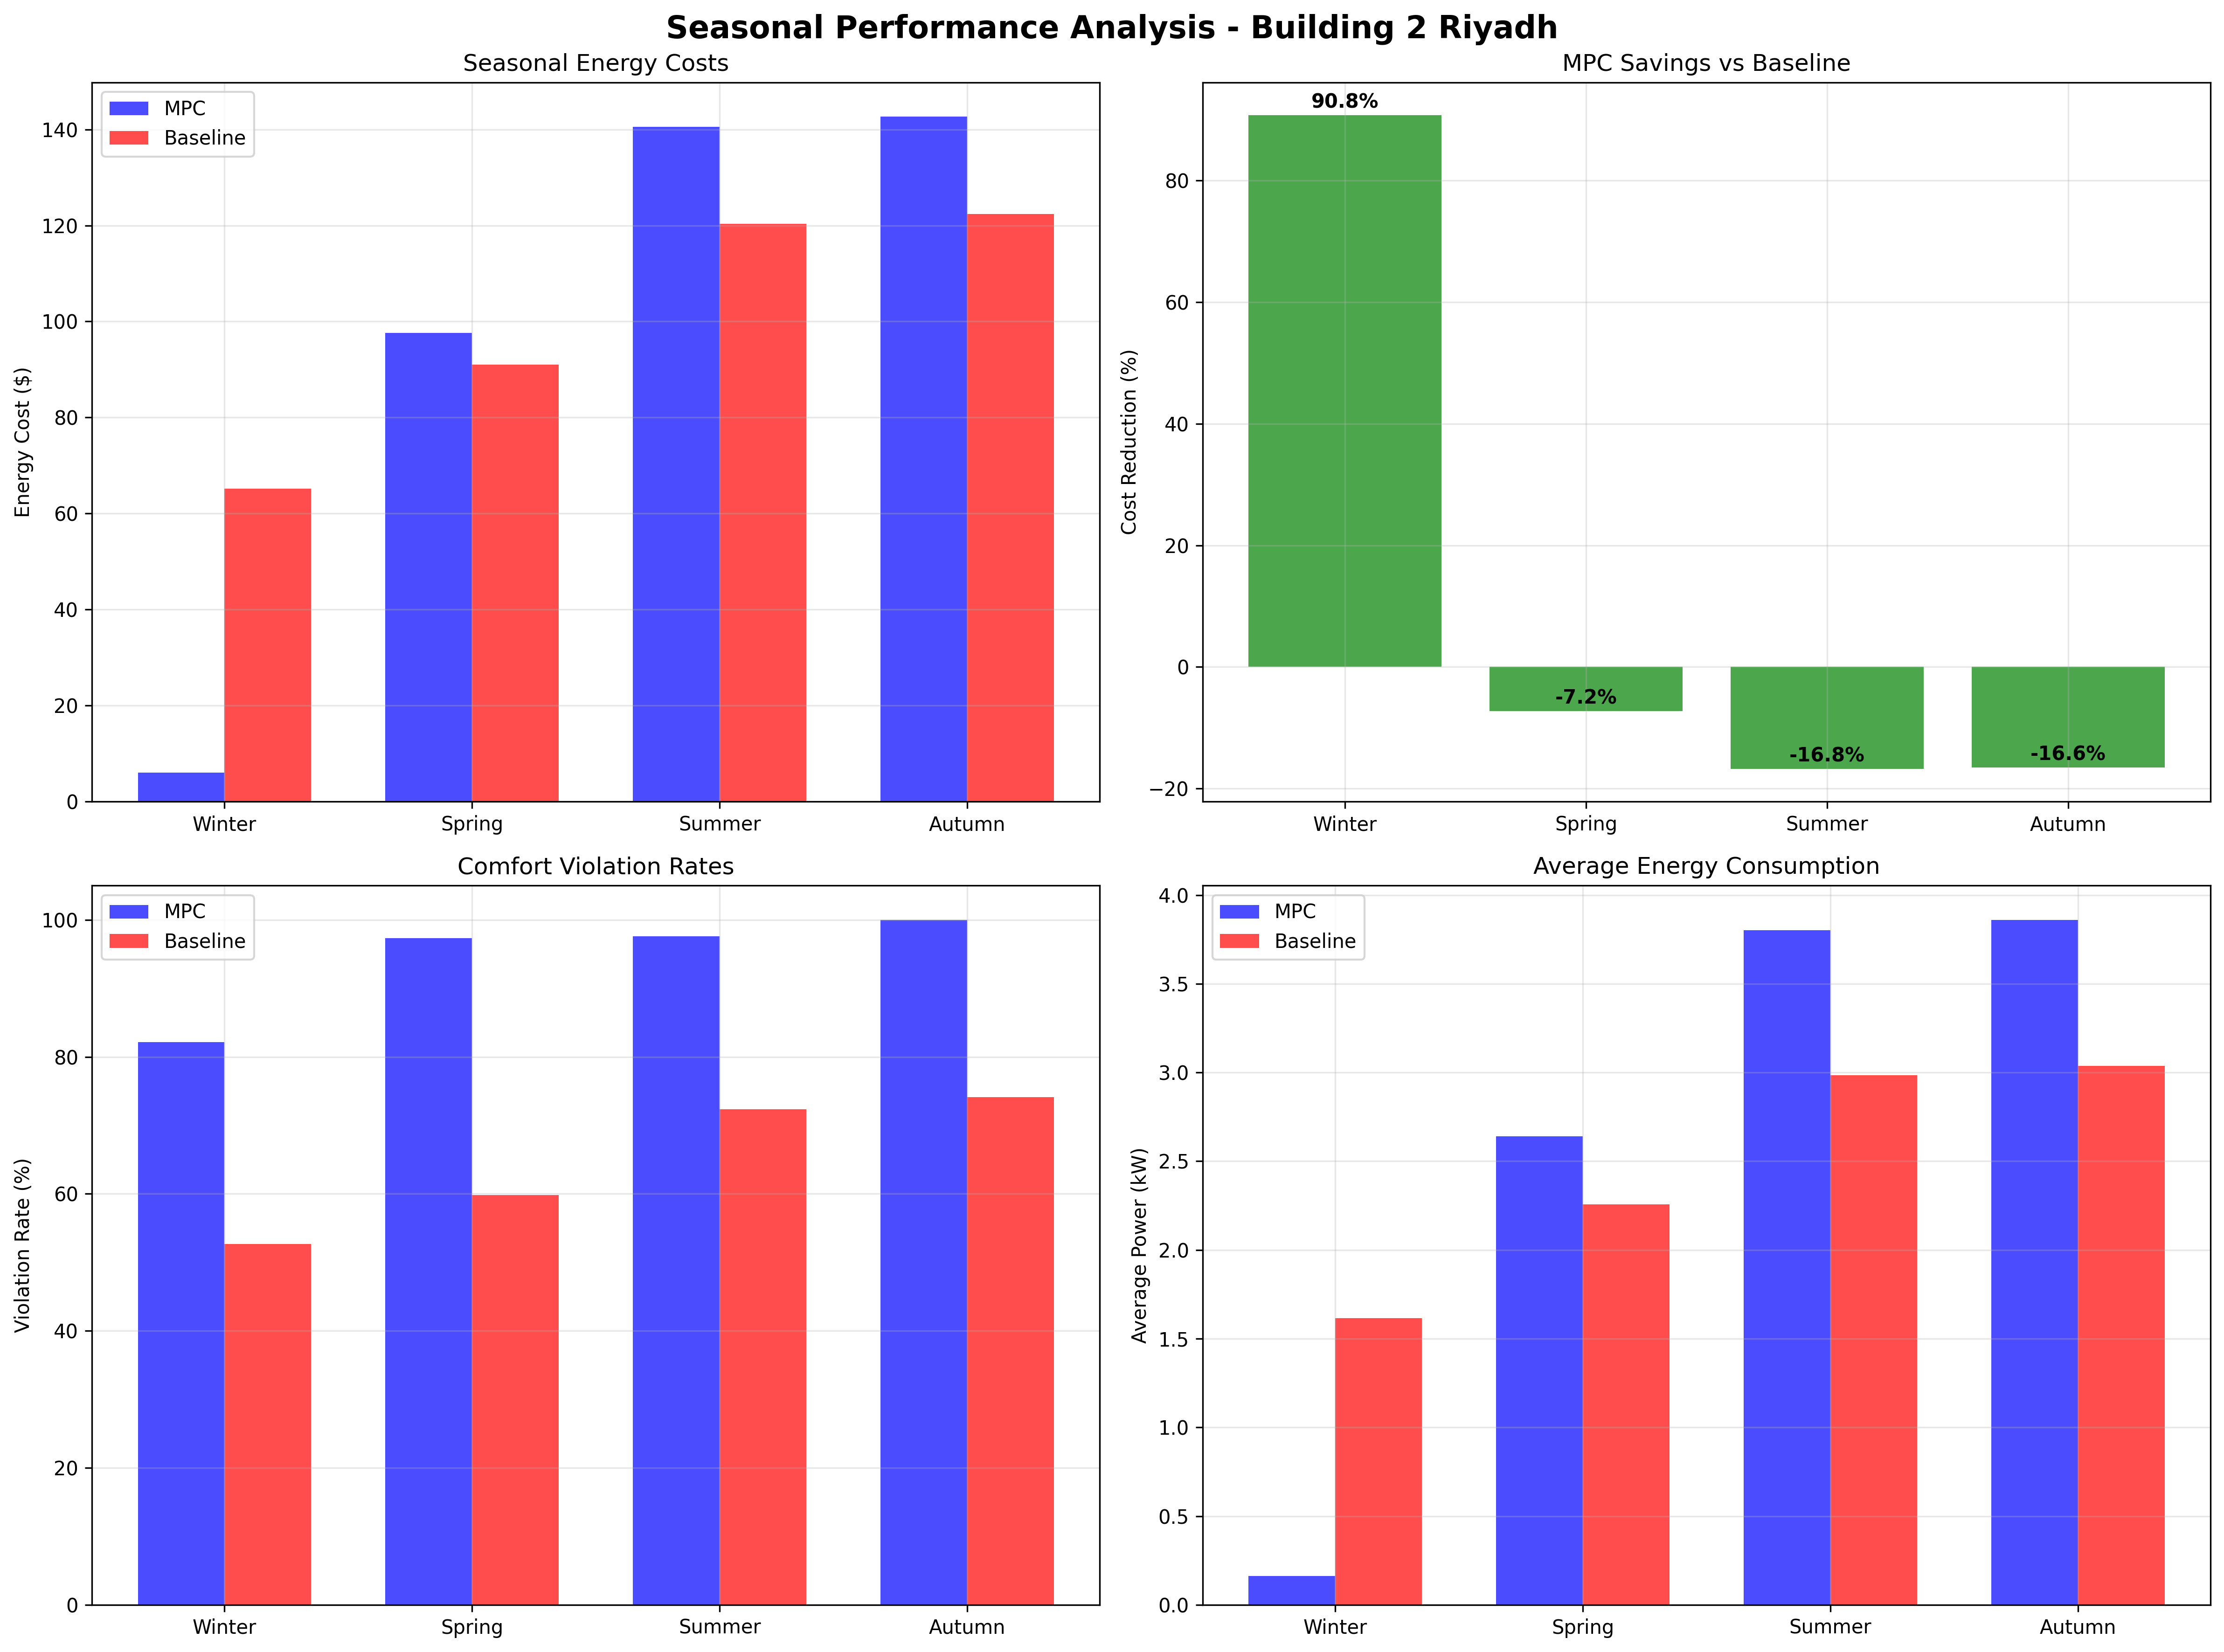 Seasonal Performance Analysis - Building 2 Riyadh
Seasonal Energy Costs
MPC
Baseline
Energy Cost ($)
140
120
100
80
60
40
20
0
Winter Spring Summer Autumn
MPC Savings vs Baseline
Cost Reduction (%)
80
60
40
20
0
−20
90.8%
-7.2%
-16.8%
-16.6%
Winter Spring Summer Autumn
Comfort Violation Rates
MPC
Baseline
Violation Rate (%)
100
80
60
40
20
0
Winter Spring Summer Autumn
Average Energy Consumption
MPC
Baseline
Average Power (kW)
4.0
3.5
3.0
2.5
2.0
1.5
1.0
0.5
0.0
Winter Spring Summer Autumn